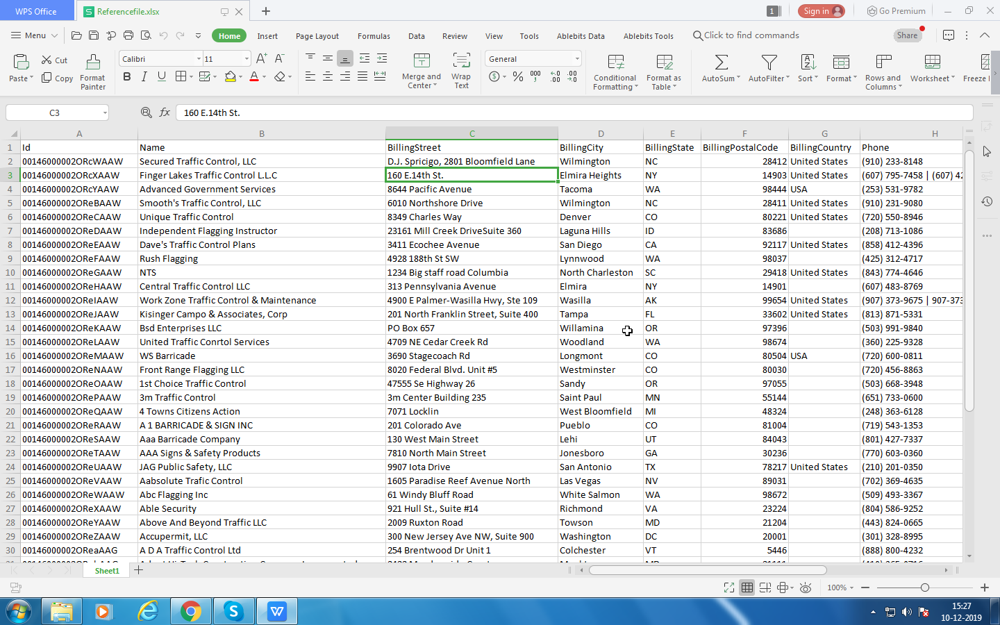 WPS Office Referencefile.xlsx 1 Sign in Go Premium
Menu Home Insert Page Layout Formulas Data Review View Tools Ablebits Data Ablebits Tools Click to find commands Share
Paste Cut Copy Format Painter Calibri 11 A+ A- B I U A Merge and Center Wrap Text General $ % 000 Conditional Formatting Format as Table AutoSum AutoFilter Sort Format Rows and Columns Worksheet Freeze
C3 fx 160 E.14th St.
A B C D E F G H
1 Id Name BillingStreet BillingCity BillingState BillingPostalCode BillingCountry Phone
2 00146000002ORcWAAW Secured Traffic Control, LLC D.J. Spricigo, 2801 Bloomfield Lane Wilmington NC 28412 United States (910) 233-8148
3 00146000002ORcXAAW Finger Lakes Traffic Control L.L.C 160 E.14th St. Elmira Heights NY 14903 United States (607) 795-7458 | (607) 42
4 00146000002ORcYAAW Advanced Government Services 8644 Pacific Avenue Tacoma WA 98444 USA (253) 531-9782
5 00146000002OReBAAW Smooth's Traffic Control, LLC 6010 Northshore Drive Wilmington NC 28411 United States (910) 231-9080
6 00146000002OReCAAW Unique Traffic Control 8349 Charles Way Denver CO 80221 United States (720) 550-8946
7 00146000002OReDAAW Independent Flagging Instructor 23161 Mill Creek DriveSuite 360 Laguna Hills ID 83686 (208) 713-1086
8 00146000002OReEAAW Dave's Traffic Control Plans 3411 Ecochee Avenue San Diego CA 92117 United States (858) 412-4396
9 00146000002OReFAAW Rush Flagging 4928 188th St SW Lynnwood WA 98037 (425) 312-4717
10 00146000002OReGAAW NTS 1234 Big staff road Columbia North Charleston SC 29418 United States (843) 774-4646
11 00146000002OReHAAW Central Traffic Control LLC 313 Pennsylvania Avenue Elmira NY 14901 (607) 483-8769
12 00146000002OReIAAW Work Zone Traffic Control & Maintenance 4900 E Palmer-Wasilla Hwy, Ste 109 Wasilla AK 99654 United States (907) 373-9675 | 907-373
13 00146000002OReJAAW Kisinger Campo & Associates, Corp 201 North Franklin Street, Suite 400 Tampa FL 33602 United States (813) 871-5331
14 00146000002OReKAAW Bsd Enterprises LLC PO Box 657 Willamina OR 97396 (503) 991-9840
15 00146000002OReLAAW United Traffic Conrtol Services 4709 NE Cedar Creek Rd Woodland WA 98674 (360) 225-9328
16 00146000002OReMAAW WS Barricade 3690 Stagecoach Rd Longmont CO 80504 USA (720) 600-0811
17 00146000002OReNAAW Front Range Flagging LLC 8020 Federal Blvd. Unit #5 Westminster CO 80030 (720) 456-8863
18 00146000002OReOAAW 1st Choice Traffic Control 47555 Se Highway 26 Sandy OR 97055 (503) 668-3948
19 00146000002ORePAAW 3m Traffic Control 3m Center Building 235 Saint Paul MN 55144 (651) 733-0600
20 00146000002OReQAAW 4 Towns Citizens Action 7071 Locklin West Bloomfield MI 48324 (248) 363-6128
21 00146000002OReRAAW A 1 BARRICADE & SIGN INC 201 Colorado Ave Pueblo CO 81004 (719) 543-1353
22 00146000002OReSAAW Aaa Barricade Company 130 West Main Street Lehi UT 84043 (801) 427-7337
23 00146000002OReTAAW AAA Signs & Safety Products 7810 North Main Street Jonesboro GA 30236 (770) 603-0360
24 00146000002OReUAAW JAG Public Safety, LLC 9907 Iota Drive San Antonio TX 78217 United States (210) 201-0350
25 00146000002OReVAAW Aabsolute Trafic Control 1605 Paradise Reef Avenue North Las Vegas NV 89031 (702) 369-4635
26 00146000002OReWAAW Abc Flagging Inc 61 Windy Bluff Road White Salmon WA 98672 (509) 493-3367
27 00146000002OReXAAW Able Security 921 Hull St., Suite #14 Richmond VA 23224 (804) 586-9252
28 00146000002OReYAAW Above And Beyond Traffic LLC 2009 Ruxton Road Towson MD 21204 (443) 824-0665
29 00146000002OReZAAW Accupermit, LLC 300 New Jersey Ave NW, Suite 900 Washington DC 20001 (301) 328-8995
30 00146000002OReaAAG A D A Traffic Control Ltd 254 Brentwood Dr Unit 1 Colchester VT 5446 (888) 800-4232
Sheet1
100%
15:27
10-12-2019